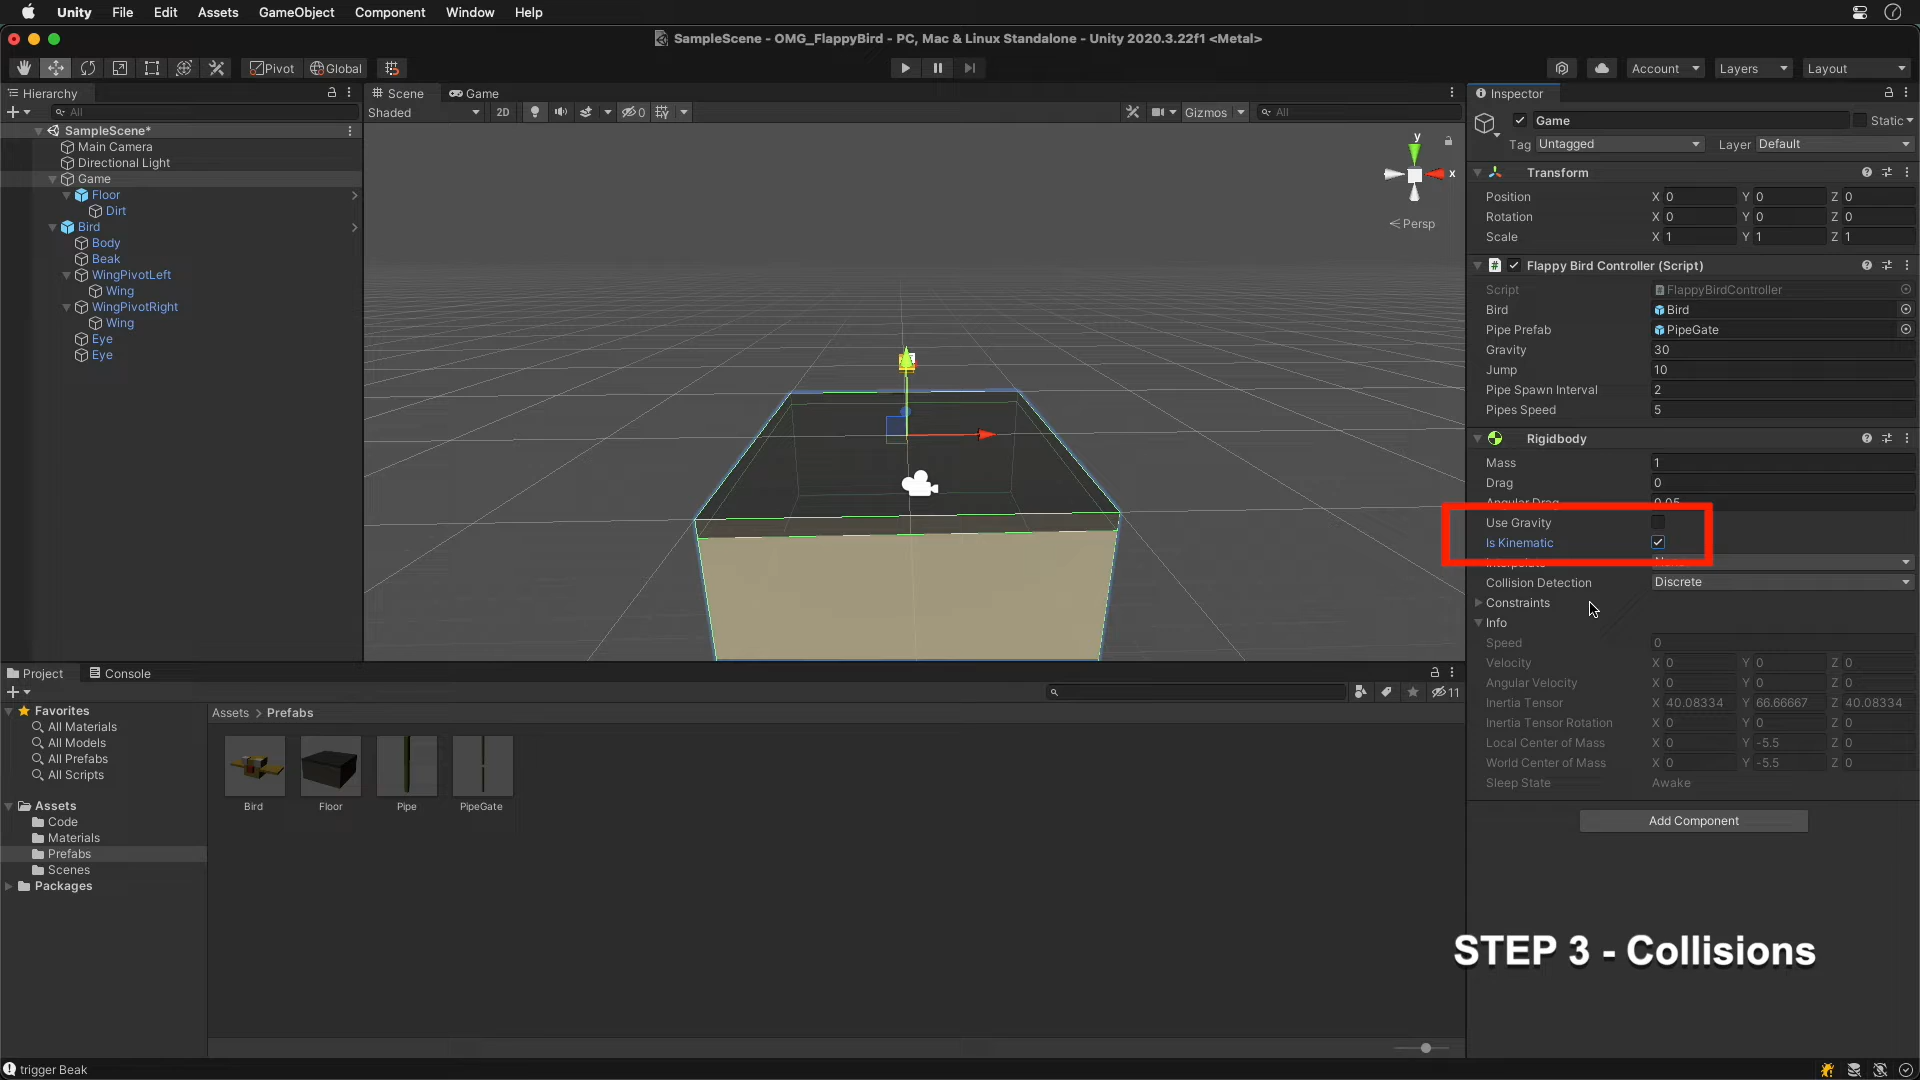 Unity File Edit Assets GameObject Component Window Help
SampleScene - OMG_FlappyBird - PC, Mac & Linux Standalone - Unity 2020.3.22f1 <Metal>
Pivot Global Account Layers Layout
Hierarchy
All
SampleScene*
Main Camera
Directional Light
Game
Floor
Dirt
Bird
Body
Beak
WingPivotLeft
Wing
WingPivotRight
Wing
Eye
Eye
Scene Game
Shaded 2D 0 Gizmos All
y
x
Persp
Inspector
Game Static
Tag Untagged Layer Default
Transform
Position X 0 Y 0 Z 0
Rotation X 0 Y 0 Z 0
Scale X 1 Y 1 Z 1
Flappy Bird Controller (Script)
Script FlappyBirdController
Bird Bird
Pipe Prefab PipeGate
Gravity 30
Jump 10
Pipe Spawn Interval 2
Pipes Speed 5
Rigidbody
Mass 1
Drag 0
Angular Drag 0.05
Use Gravity
Is Kinematic
Interpolate None
Collision Detection Discrete
Constraints
Info
Speed 0
Velocity X 0 Y 0 Z 0
Angular Velocity X 0 Y 0 Z 0
Inertia Tensor X 40.08334 Y 66.66667 Z 40.08334
Inertia Tensor Rotation X 0 Y 0 Z 0
Local Center of Mass X 0 Y -5.5 Z 0
World Center of Mass X 0 Y -5.5 Z 0
Sleep State Awake
Add Component
Project Console
11
Favorites
All Materials
All Models
All Prefabs
All Scripts
Assets
Code
Materials
Prefabs
Scenes
Packages
Assets > Prefabs
Bird Floor Pipe PipeGate
STEP 3 - Collisions
trigger Beak